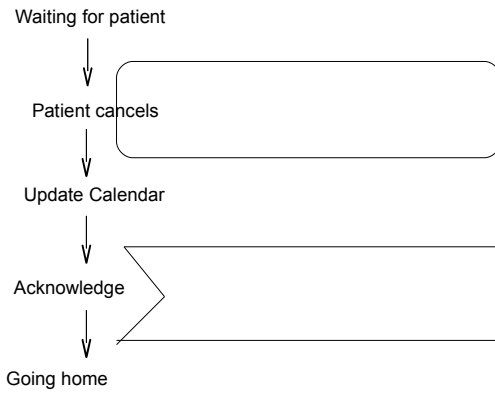 Waiting for patient
Patient cancels
Update Calendar
Acknowledge
Going home